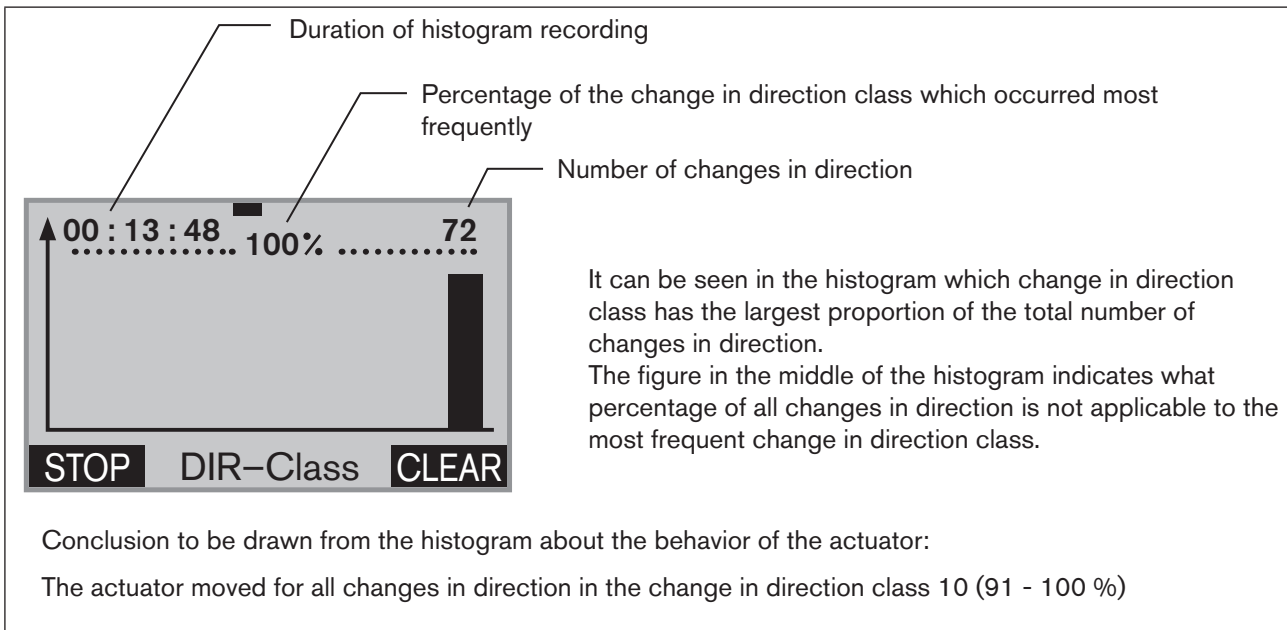 Duration of histogram recording
Percentage of the change in direction class which occurred most
frequently
Number of changes in direction
00 : 13 : 48 100% 72
It can be seen in the histogram which change in direction
class has the largest proportion of the total number of
changes in direction.
The figure in the middle of the histogram indicates what
percentage of all changes in direction is not applicable to the
most frequent change in direction class.
STOP DIR–Class CLEAR
Conclusion to be drawn from the histogram about the behavior of the actuator:
The actuator moved for all changes in direction in the change in direction class 10 (91 - 100 %)